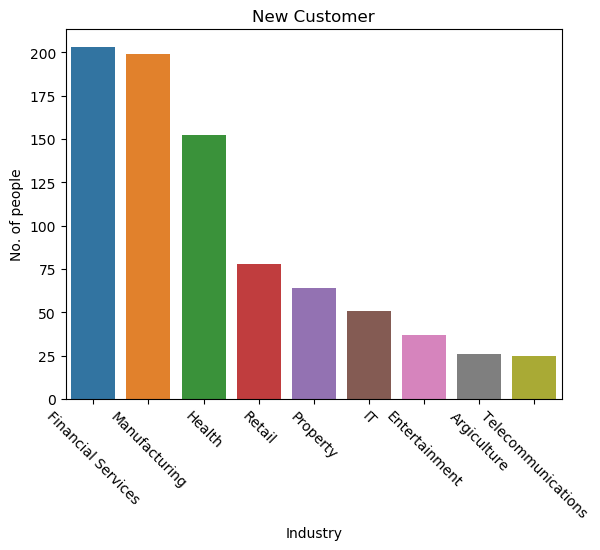 New Customer
No. of people
200
175
150
125
100
75
50
25
0
Financial Services
Manufacturing
Health
Retail
Property
IT
Entertainment
Argiculture
Telecommunications
Industry